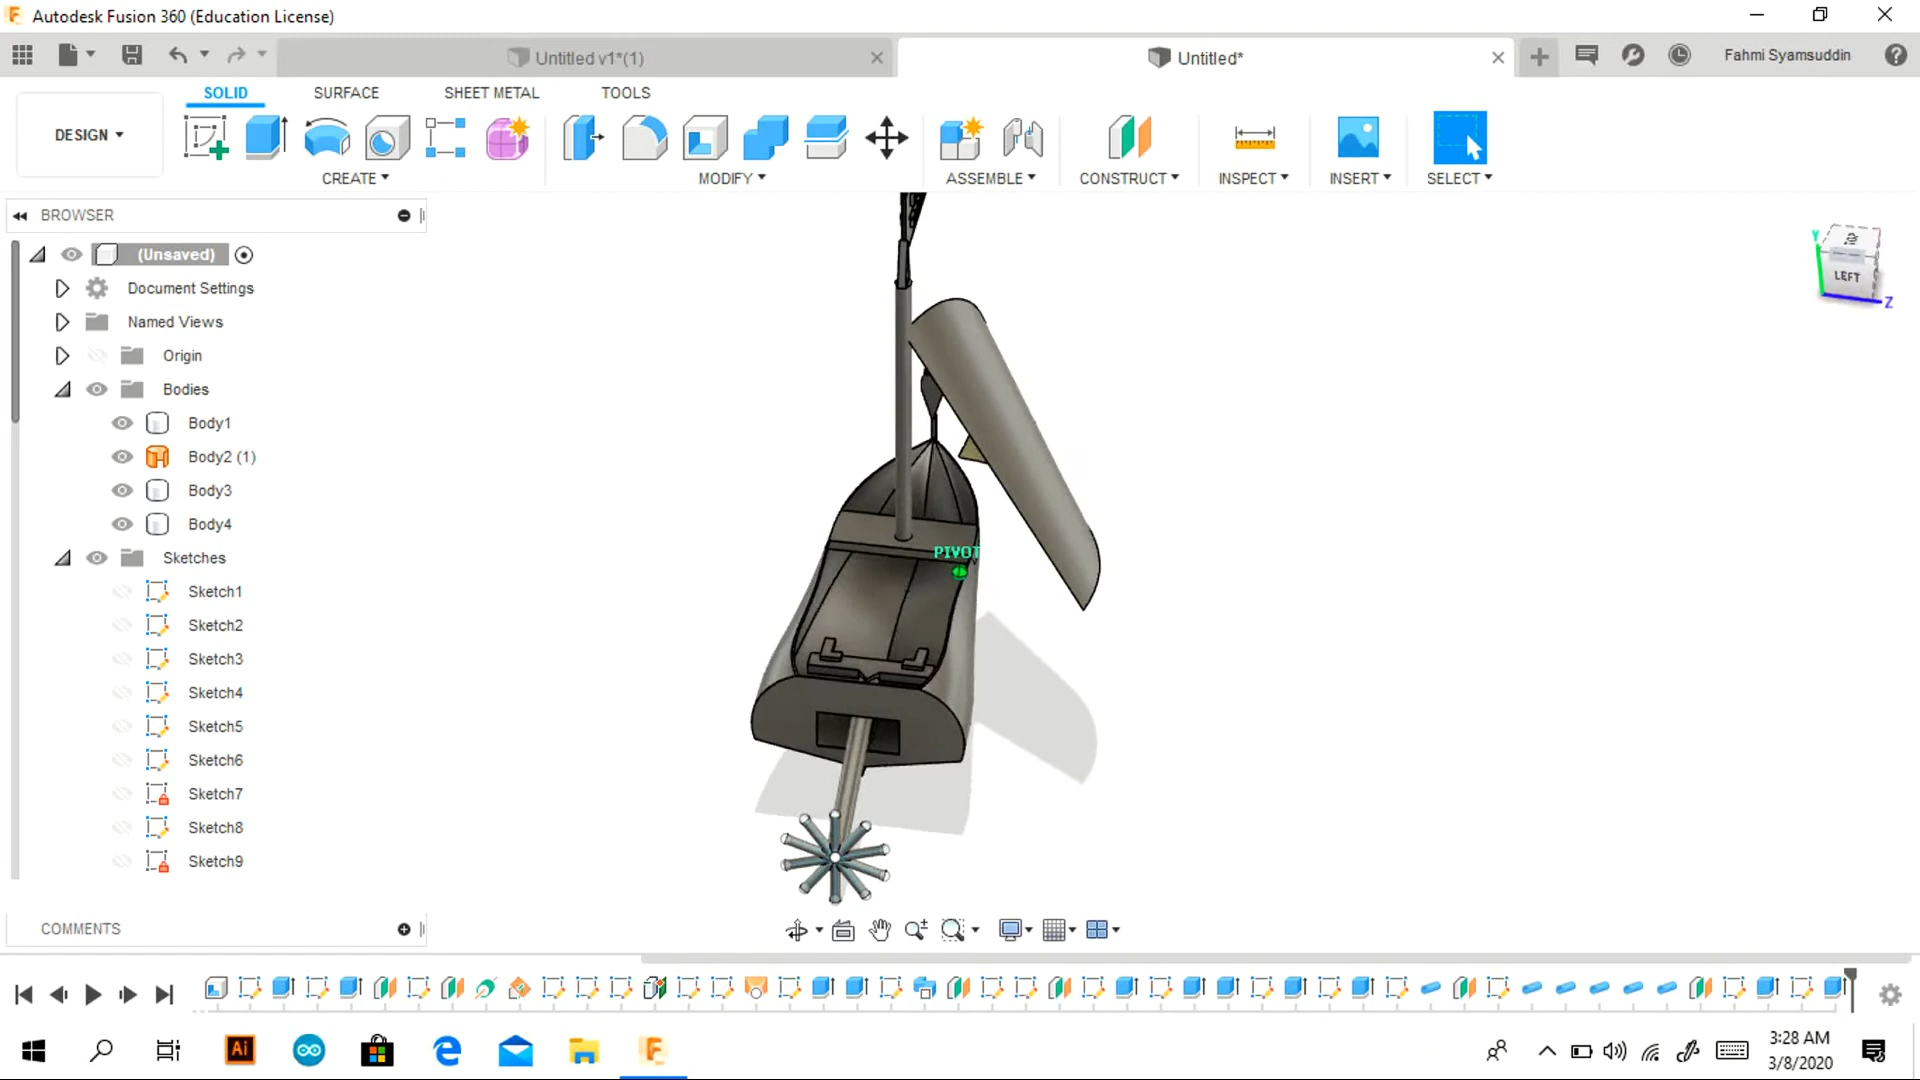 Autodesk Fusion 360 (Education License)
Untitled v1*(1)
Untitled*
Fahmi Syamsuddin
SOLID
SURFACE
SHEET METAL
TOOLS
DESIGN
CREATE
MODIFY
ASSEMBLE
CONSTRUCT
INSPECT
INSERT
SELECT
BROWSER
(Unsaved)
Document Settings
Named Views
Origin
Bodies
Body1
Body2 (1)
Body3
Body4
Sketches
Sketch1
Sketch2
Sketch3
Sketch4
Sketch5
Sketch6
Sketch7
Sketch8
Sketch9
Y
LEFT
Z
PIVOT
COMMENTS
Ai
3:28 AM
3/8/2020